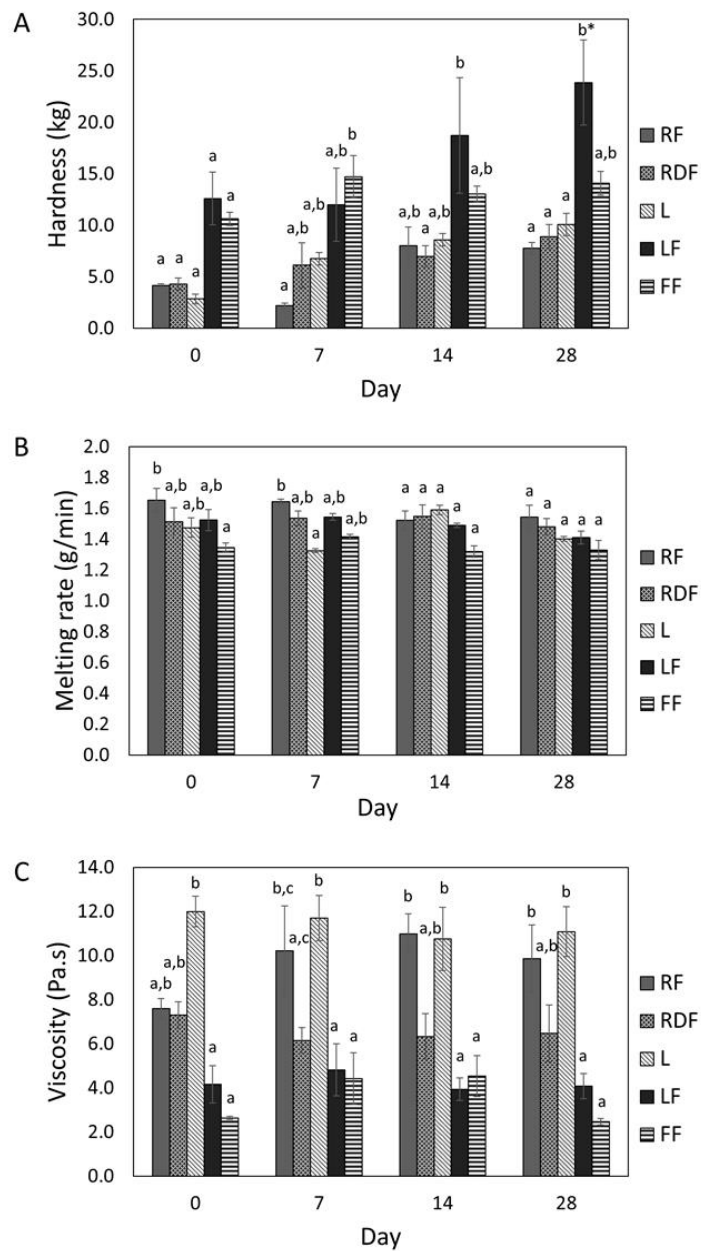 A
Hardness (kg)
30.0
25.0
20.0
15.0
10.0
5.0
0.0
a a a a a
a a,b a,b a,b b
a,b a a,b b a,b
a a a b* a,b
0 7 14 28
Day
RF
RDF
L
LF
FF
B
Melting rate (g/min)
2.0
1.8
1.6
1.4
1.2
1.0
0.8
0.6
0.4
0.2
0.0
b a,b a,b a,b a
b a,b a a,b a,b
a a a a a
a a a a a
0 7 14 28
Day
RF
RDF
L
LF
FF
C
Viscosity (Pa.s)
14.0
12.0
10.0
8.0
6.0
4.0
2.0
0.0
a,b a,b b a a
b,c a,c b a a
b a,b b a a
b a,b b a a
0 7 14 28
Day
RF
RDF
L
LF
FF